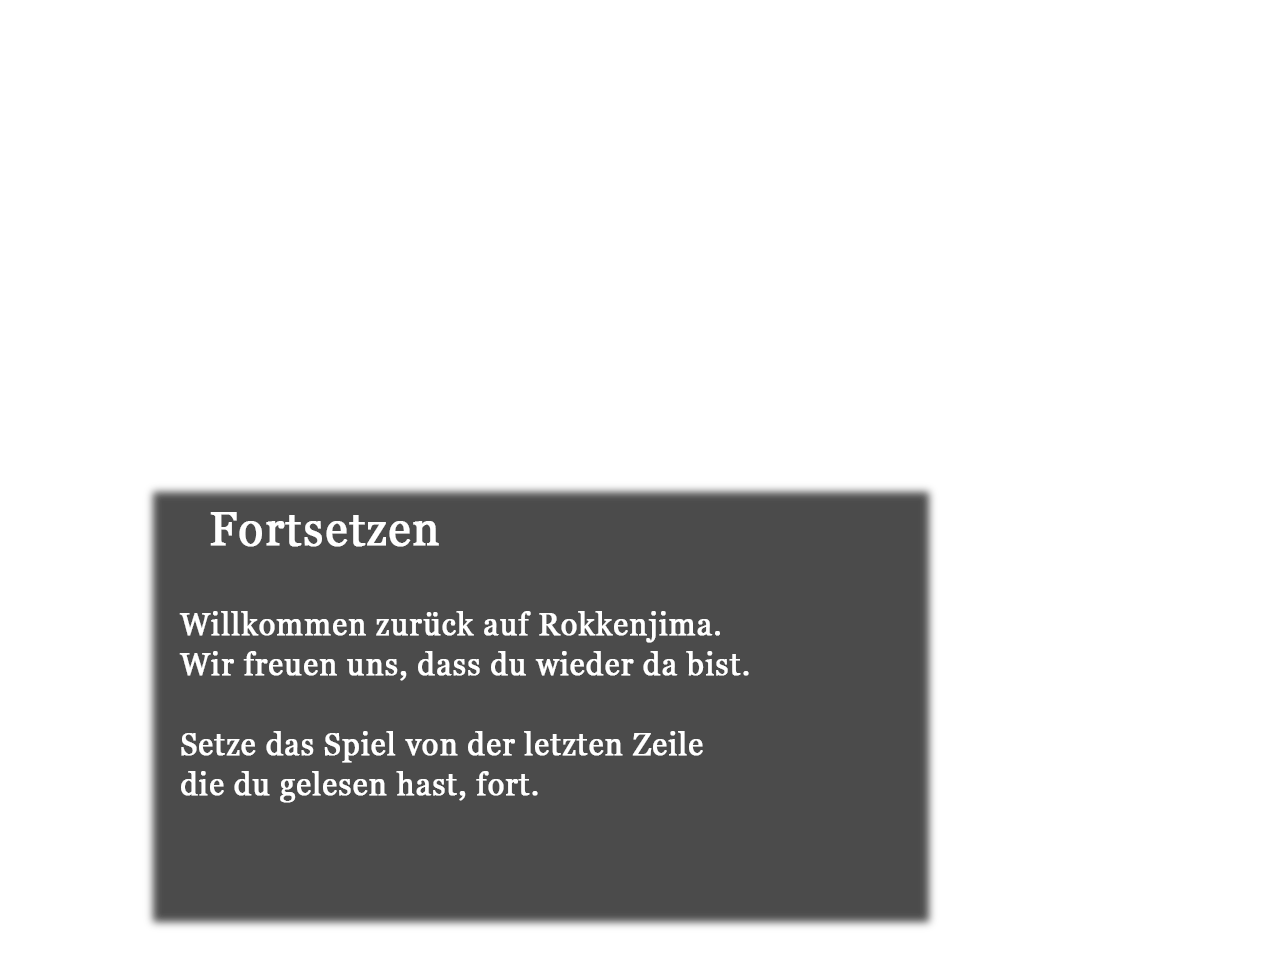 Fortsetzen
Willkommen zurück auf Rokkenjima.
Wir freuen uns, dass du wieder da bist.
Setze das Spiel von der letzten Zeile
die du gelesen hast, fort.